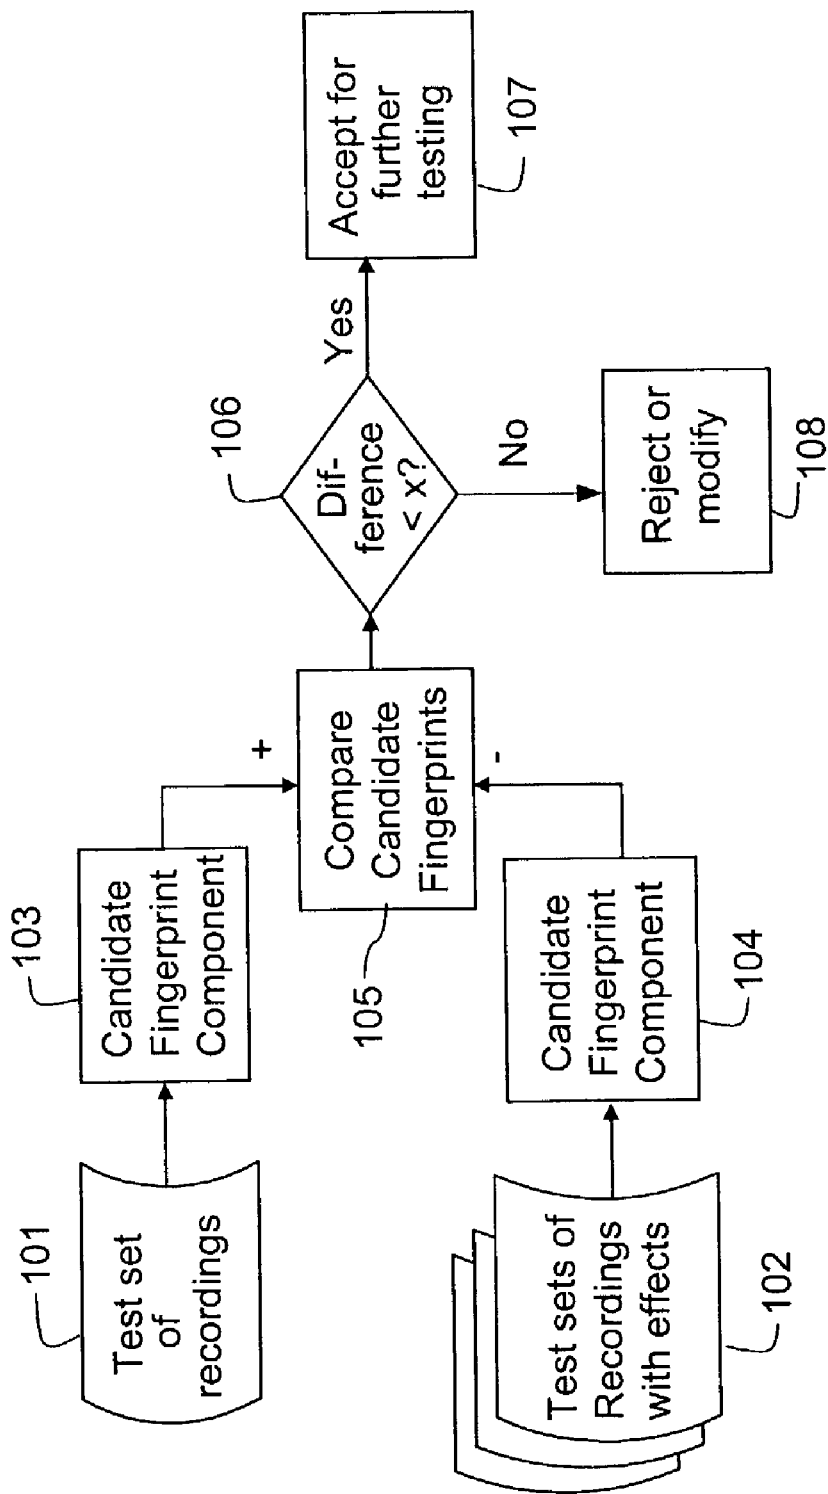 101
Test set
of
recordings
103
Candidate
Fingerprint
Component
+
105
Compare
Candidate
Fingerprints
-
102
Test sets of
Recordings
with effects
104
Candidate
Fingerprint
Component
106
Dif-
ference
< x?
Yes
No
107
Accept for
further
testing
108
Reject or
modify